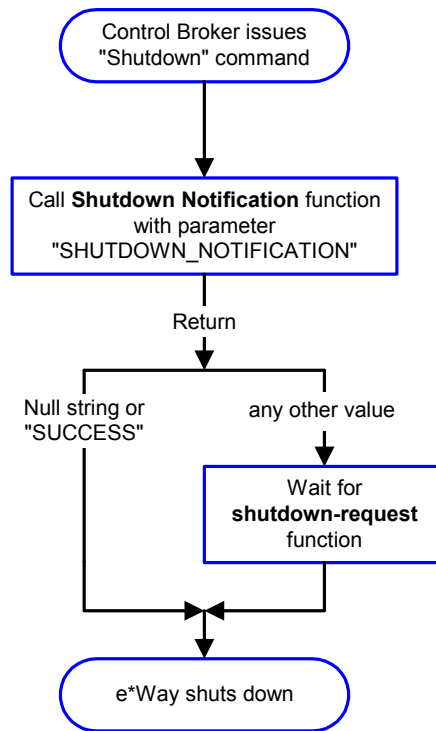 Control Broker issues
"Shutdown" command
Call Shutdown Notification function
with parameter
"SHUTDOWN_NOTIFICATION"
Return
Null string or
"SUCCESS"
any other value
Wait for
shutdown-request
function
e*Way shuts down